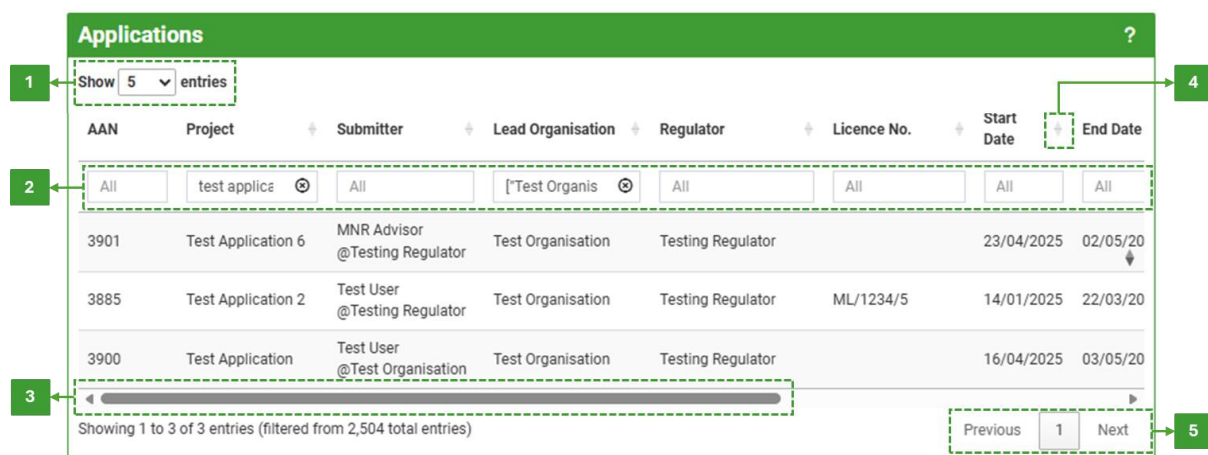 Applications ?
1 Show 5 entries 4
AAN Project Submitter Lead Organisation Regulator Licence No. Start Date End Date
2 All test applica All ["Test Organis All All All All
3901 Test Application 6 MNR Advisor @Testing Regulator Test Organisation Testing Regulator 23/04/2025 02/05/20
3885 Test Application 2 Test User @Testing Regulator Test Organisation Testing Regulator ML/1234/5 14/01/2025 22/03/20
3900 Test Application Test User @Test Organisation Test Organisation Testing Regulator 16/04/2025 03/05/20
3
Showing 1 to 3 of 3 entries (filtered from 2,504 total entries) Previous 1 Next 5